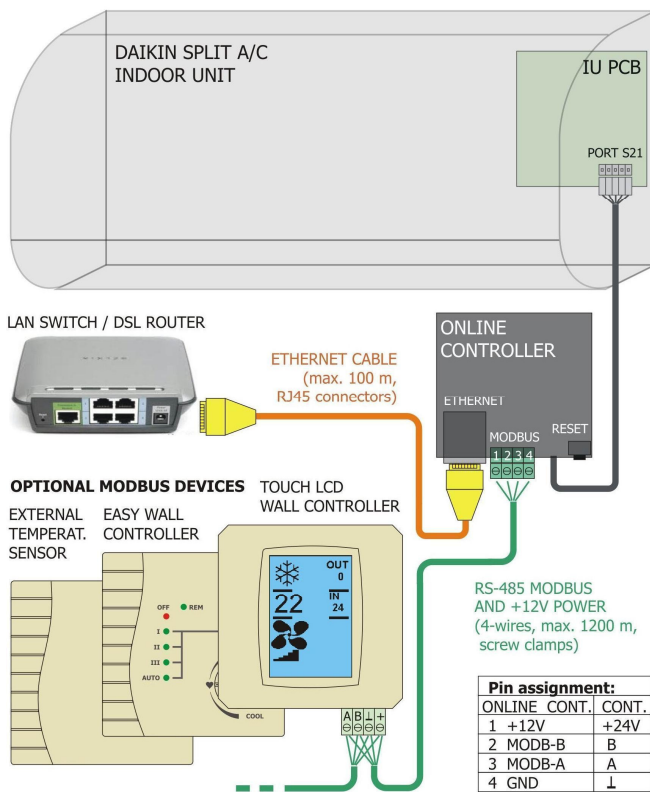 DAIKIN SPLIT A/C
INDOOR UNIT
IU PCB
PORT S21
LAN SWITCH / DSL ROUTER
ETHERNET CABLE
(max. 100 m,
RJ45 connectors)
ONLINE
CONTROLLER
ETHERNET
RESET
MODBUS
1 2 3 4
OPTIONAL MODBUS DEVICES
EXTERNAL
TEMPERAT.
SENSOR
EASY WALL
CONTROLLER
TOUCH LCD
WALL CONTROLLER
OFF
REM
I
II
III
AUTO
COOL
OUT
0
22
IN
24
A B ⊥ +
RS-485 MODBUS
AND +12V POWER
(4-wires, max. 1200 m,
screw clamps)
Pin assignment:
ONLINE CONT. CONT.
1 +12V +24V
2 MODB-B B
3 MODB-A A
4 GND ⊥